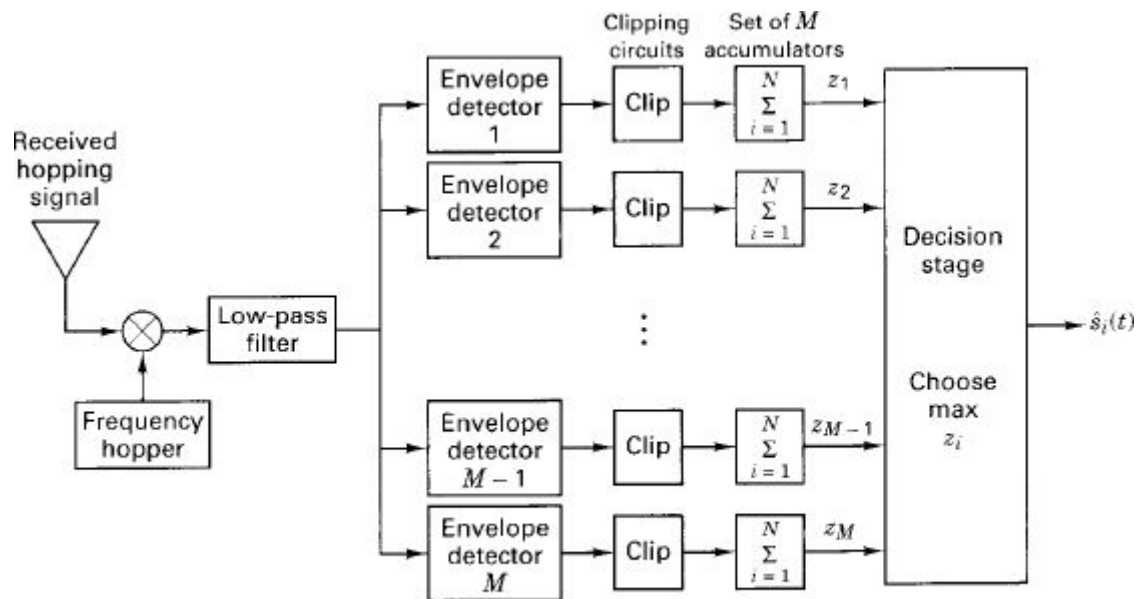 Received
hopping
signal
Frequency
hopper
Low-pass
filter
Clipping
circuits
Set of M
accumulators
Envelope
detector
1
Clip
N
Σ
i = 1
z₁
Envelope
detector
2
Clip
N
Σ
i = 1
z₂
Envelope
detector
M − 1
Clip
N
Σ
i = 1
z_{M−1}
Envelope
detector
M
Clip
N
Σ
i = 1
z_M
Decision
stage
Choose
max
zᵢ
ŝᵢ(t)